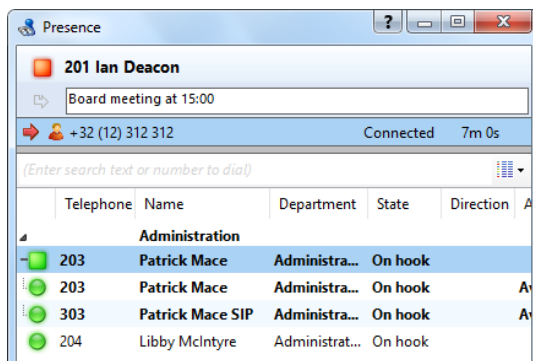 Presence
201 Ian Deacon
Board meeting at 15:00
+32 (12) 312 312 Connected 7m 0s
(Enter search text or number to dial)
Telephone Name Department State Direction A
Administration
203 Patrick Mace Administra... On hook
203 Patrick Mace Administra... On hook Av
303 Patrick Mace SIP Administra... On hook Av
204 Libby McIntyre Administrat... On hook